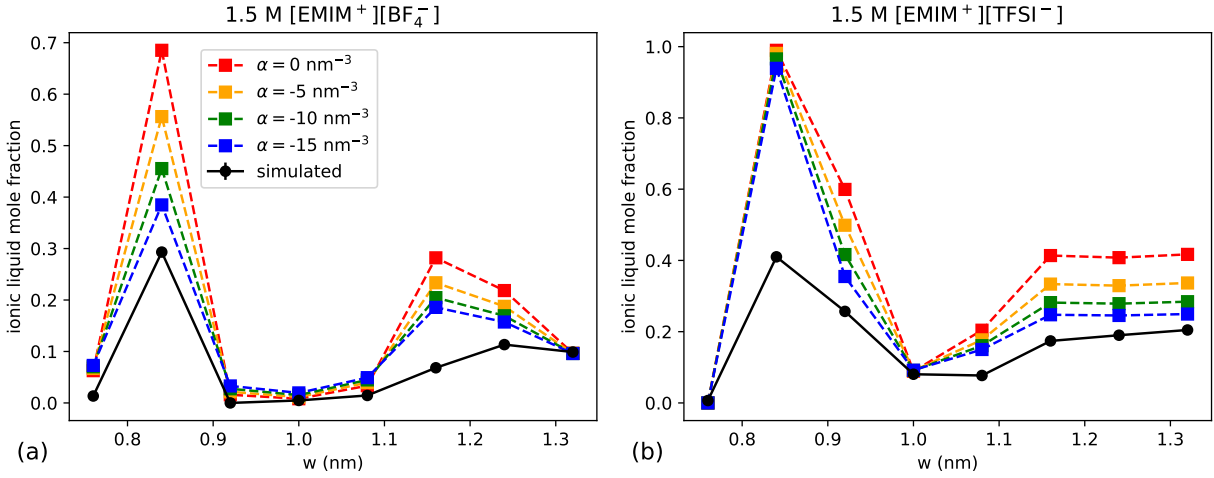 1.5 M [EMIM⁺][BF₄⁻]
ionic liquid mole fraction
0.7
0.6
0.5
0.4
0.3
0.2
0.1
0.0
α = 0 nm⁻³
α = -5 nm⁻³
α = -10 nm⁻³
α = -15 nm⁻³
simulated
0.8 0.9 1.0 1.1 1.2 1.3
w (nm)
(a)
1.5 M [EMIM⁺][TFSI⁻]
ionic liquid mole fraction
1.0
0.8
0.6
0.4
0.2
0.0
0.8 0.9 1.0 1.1 1.2 1.3
w (nm)
(b)